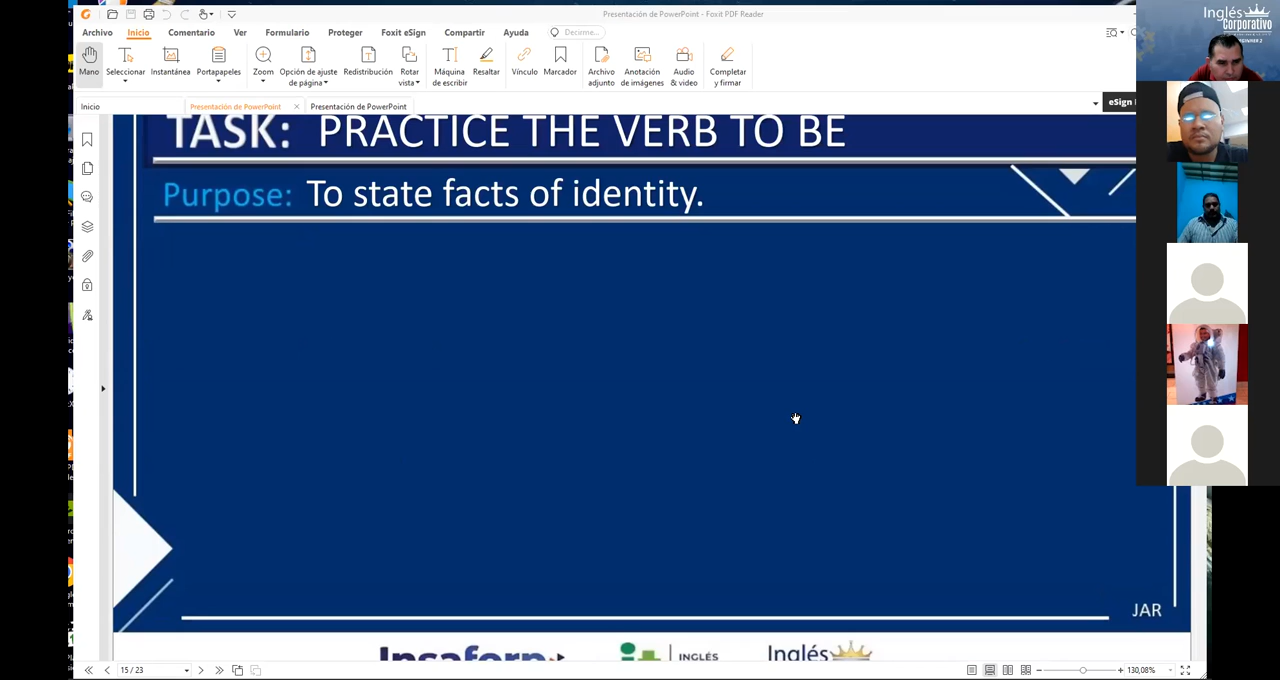 Presentación de PowerPoint - Foxit PDF Reader
Archivo Inicio Comentario Ver Formulario Proteger Foxit eSign Compartir Ayuda Decirme...
Mano Seleccionar Instantánea Portapapeles Zoom Opción de ajuste de página Redistribución Rotar vista Máquina de escribir Resaltar Vínculo Marcador Archivo adjunto Anotación de imágenes Audio & video Completar y firmar
Inicio Presentación de PowerPoint Presentación de PowerPoint eSign
TASK: PRACTICE THE VERB TO BE
Purpose: To state facts of identity.
JAR
Insaforp INGLÉS Inglés
15 / 23 130,08%
Inglés
Corporativo